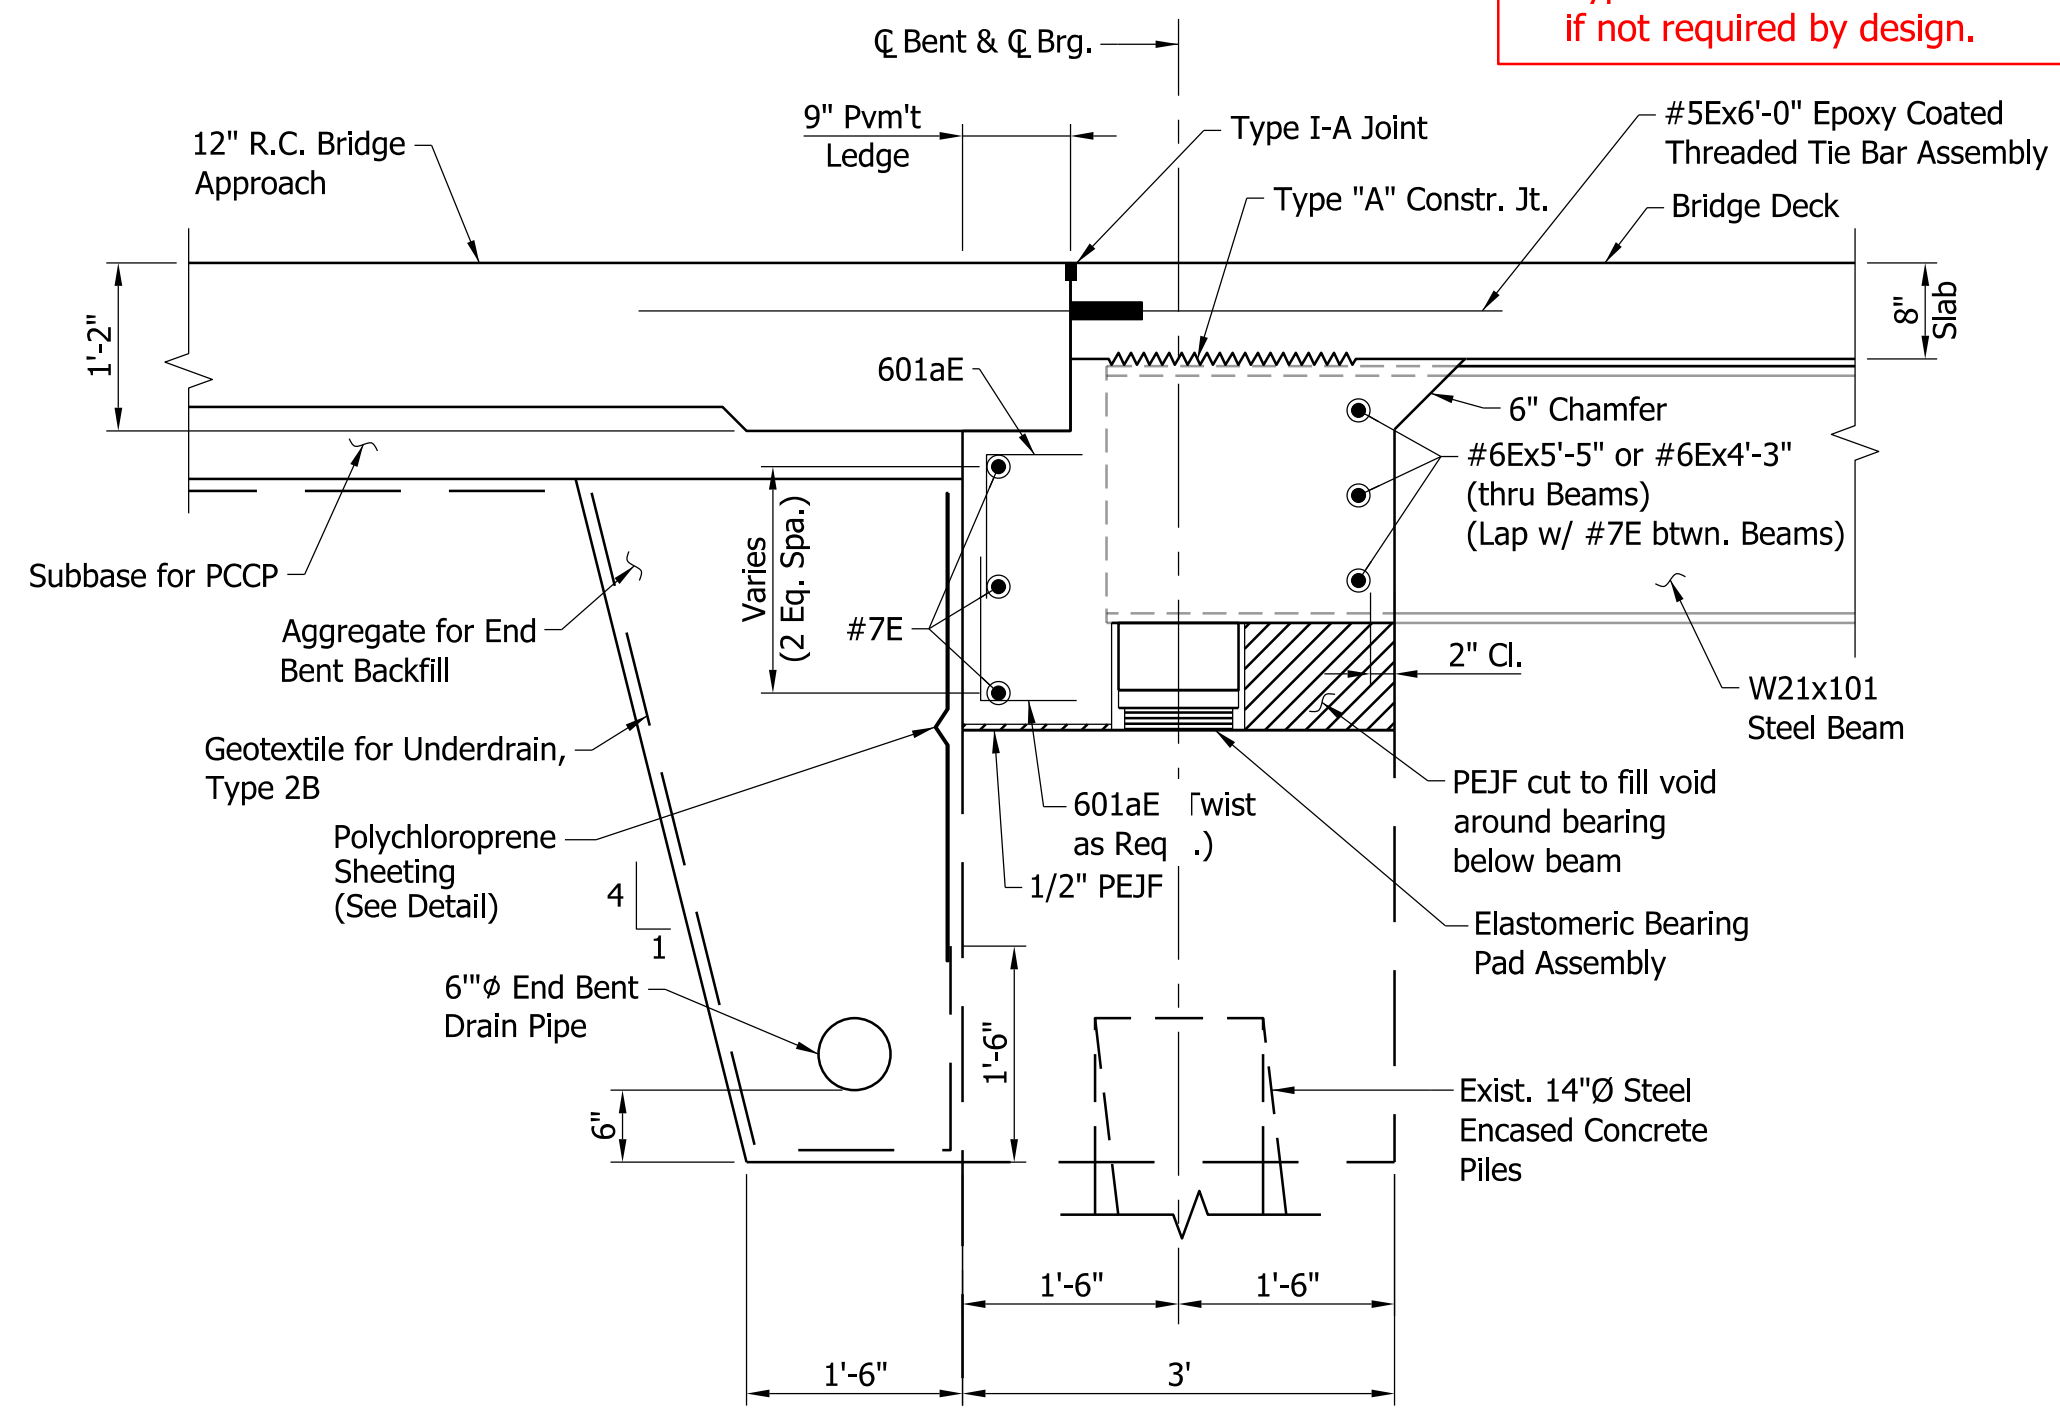 if not required by design.
℄ Bent & ℄ Brg.
9" Pvm't
Ledge
12" R.C. Bridge
Approach
Type I-A Joint
#5Ex6'-0" Epoxy Coated
Threaded Tie Bar Assembly
Type "A" Constr. Jt.
Bridge Deck
1'-2"
8"
Slab
601aE
6" Chamfer
#6Ex5'-5" or #6Ex4'-3"
(thru Beams)
(Lap w/ #7E btwn. Beams)
Subbase for PCCP
Varies
(2 Eq. Spa.)
Aggregate for End
Bent Backfill
#7E
2" Cl.
W21x101
Steel Beam
Geotextile for Underdrain,
Type 2B
601aE Twist
as Req .)
PEJF cut to fill void
around bearing
below beam
Polychloroprene
Sheeting
(See Detail)
1/2" PEJF
4
1
Elastomeric Bearing
Pad Assembly
6"'ϕ End Bent
Drain Pipe
1'-6"
6"
Exist. 14"Ø Steel
Encased Concrete
Piles
1'-6"
1'-6"
1'-6"
3'